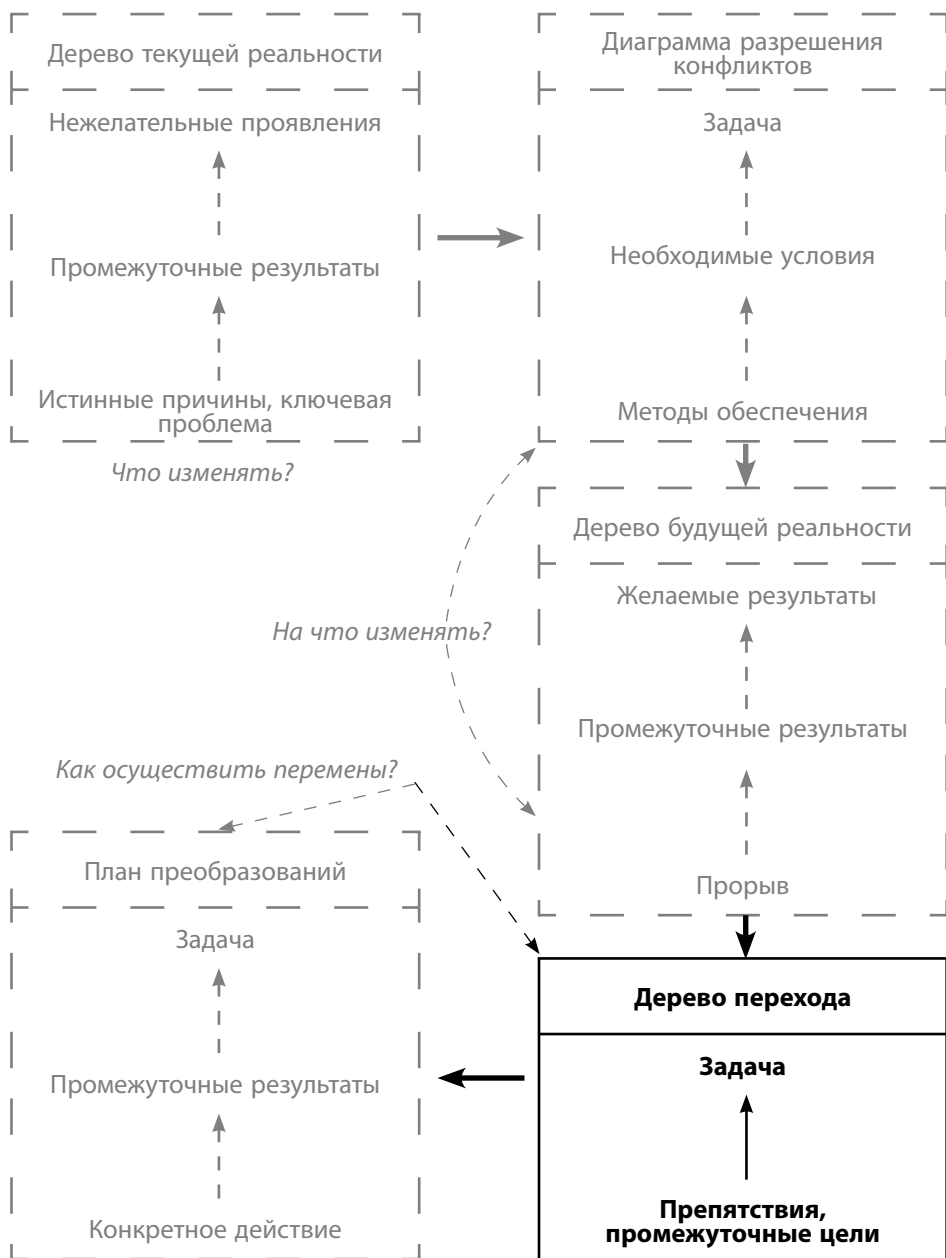 Дерево текущей реальности
Нежелательные проявления
Промежуточные результаты
Истинные причины, ключевая
проблема
Что изменять?
Диаграмма разрешения
конфликтов
Задача
Необходимые условия
Методы обеспечения
Дерево будущей реальности
Желаемые результаты
На что изменять?
Промежуточные результаты
Прорыв
Как осуществить перемены?
План преобразований
Задача
Промежуточные результаты
Конкретное действие
Дерево перехода
Задача
Препятствия,
промежуточные цели